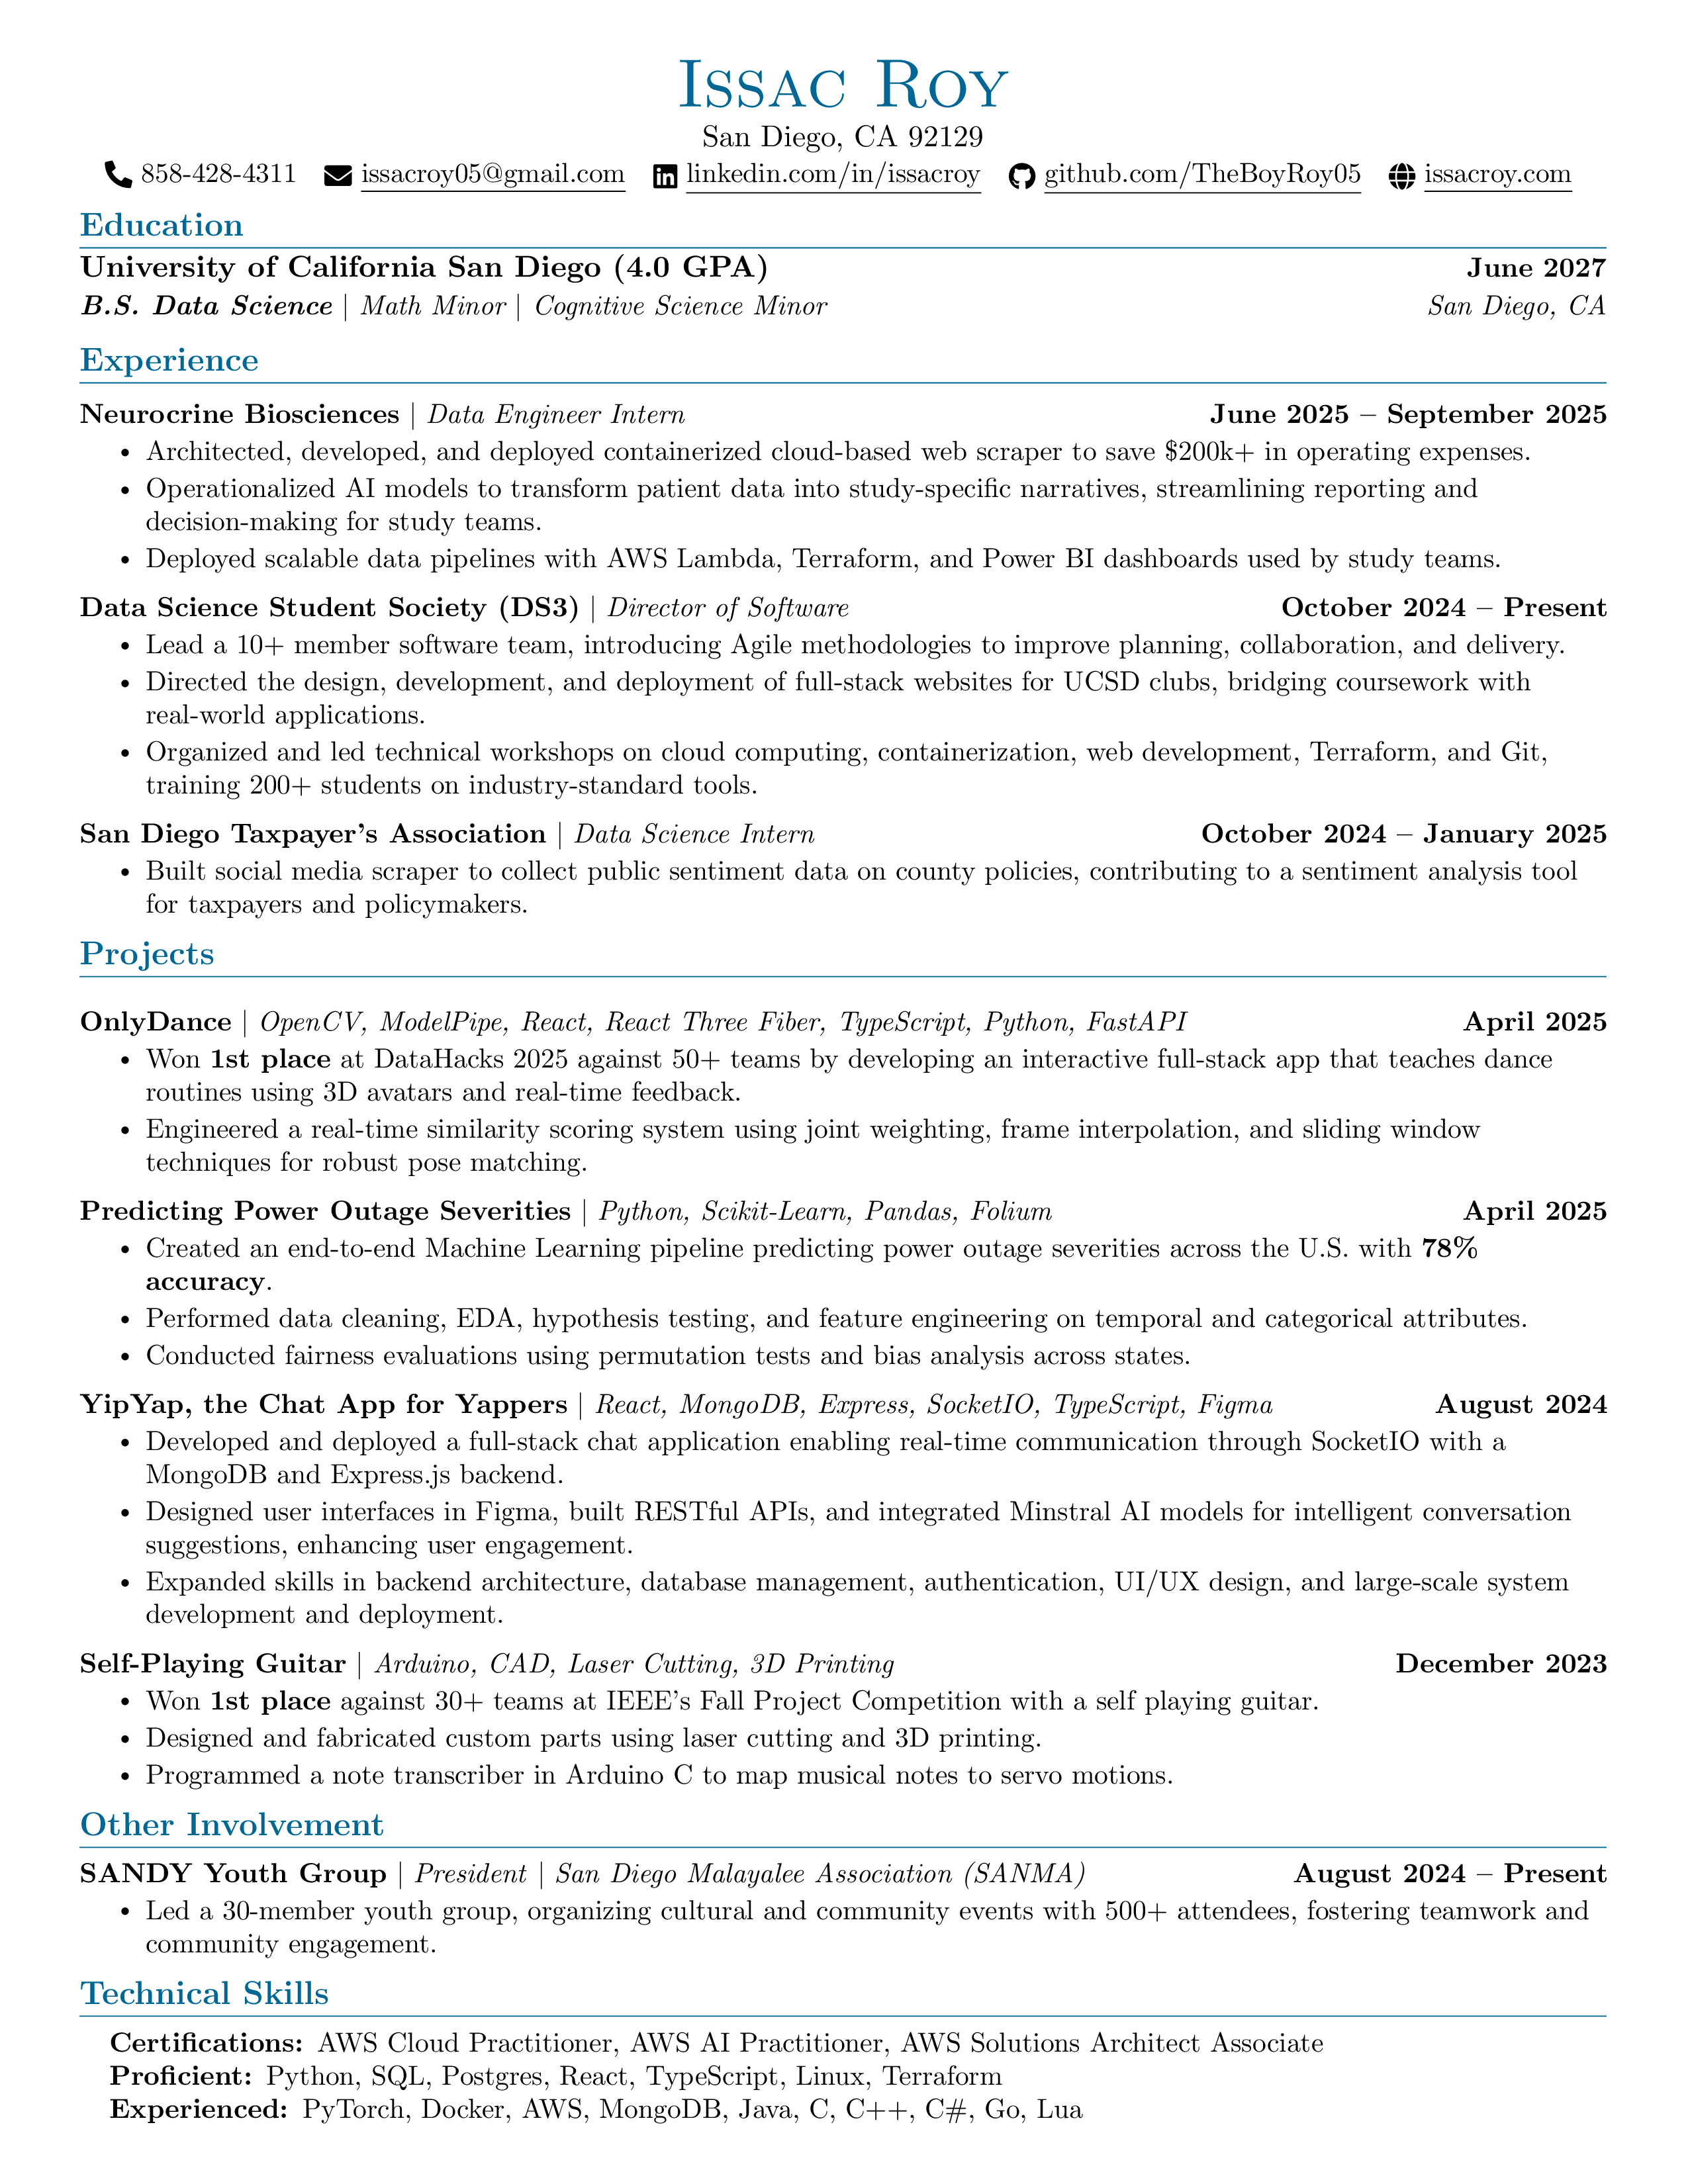 Issac Roy
San Diego, CA 92129
858-428-4311 issacroy05@gmail.com linkedin.com/in/issacroy github.com/TheBoyRoy05 issacroy.com
Education
University of California San Diego (4.0 GPA) June 2027
B.S. Data Science | Math Minor | Cognitive Science Minor San Diego, CA
Experience
Neurocrine Biosciences | Data Engineer Intern June 2025 – September 2025
• Architected, developed, and deployed containerized cloud-based web scraper to save $200k+ in operating expenses.
• Operationalized AI models to transform patient data into study-specific narratives, streamlining reporting and
decision-making for study teams.
• Deployed scalable data pipelines with AWS Lambda, Terraform, and Power BI dashboards used by study teams.
Data Science Student Society (DS3) | Director of Software October 2024 – Present
• Lead a 10+ member software team, introducing Agile methodologies to improve planning, collaboration, and delivery.
• Directed the design, development, and deployment of full-stack websites for UCSD clubs, bridging coursework with
real-world applications.
• Organized and led technical workshops on cloud computing, containerization, web development, Terraform, and Git,
training 200+ students on industry-standard tools.
San Diego Taxpayer's Association | Data Science Intern October 2024 – January 2025
• Built social media scraper to collect public sentiment data on county policies, contributing to a sentiment analysis tool
for taxpayers and policymakers.
Projects
OnlyDance | OpenCV, ModelPipe, React, React Three Fiber, TypeScript, Python, FastAPI April 2025
• Won 1st place at DataHacks 2025 against 50+ teams by developing an interactive full-stack app that teaches dance
routines using 3D avatars and real-time feedback.
• Engineered a real-time similarity scoring system using joint weighting, frame interpolation, and sliding window
techniques for robust pose matching.
Predicting Power Outage Severities | Python, Scikit-Learn, Pandas, Folium April 2025
• Created an end-to-end Machine Learning pipeline predicting power outage severities across the U.S. with 78%
accuracy.
• Performed data cleaning, EDA, hypothesis testing, and feature engineering on temporal and categorical attributes.
• Conducted fairness evaluations using permutation tests and bias analysis across states.
YipYap, the Chat App for Yappers | React, MongoDB, Express, SocketIO, TypeScript, Figma August 2024
• Developed and deployed a full-stack chat application enabling real-time communication through SocketIO with a
MongoDB and Express.js backend.
• Designed user interfaces in Figma, built RESTful APIs, and integrated Minstral AI models for intelligent conversation
suggestions, enhancing user engagement.
• Expanded skills in backend architecture, database management, authentication, UI/UX design, and large-scale system
development and deployment.
Self-Playing Guitar | Arduino, CAD, Laser Cutting, 3D Printing December 2023
• Won 1st place against 30+ teams at IEEE's Fall Project Competition with a self playing guitar.
• Designed and fabricated custom parts using laser cutting and 3D printing.
• Programmed a note transcriber in Arduino C to map musical notes to servo motions.
Other Involvement
SANDY Youth Group | President | San Diego Malayalee Association (SANMA) August 2024 – Present
• Led a 30-member youth group, organizing cultural and community events with 500+ attendees, fostering teamwork and
community engagement.
Technical Skills
Certifications: AWS Cloud Practitioner, AWS AI Practitioner, AWS Solutions Architect Associate
Proficient: Python, SQL, Postgres, React, TypeScript, Linux, Terraform
Experienced: PyTorch, Docker, AWS, MongoDB, Java, C, C++, C#, Go, Lua